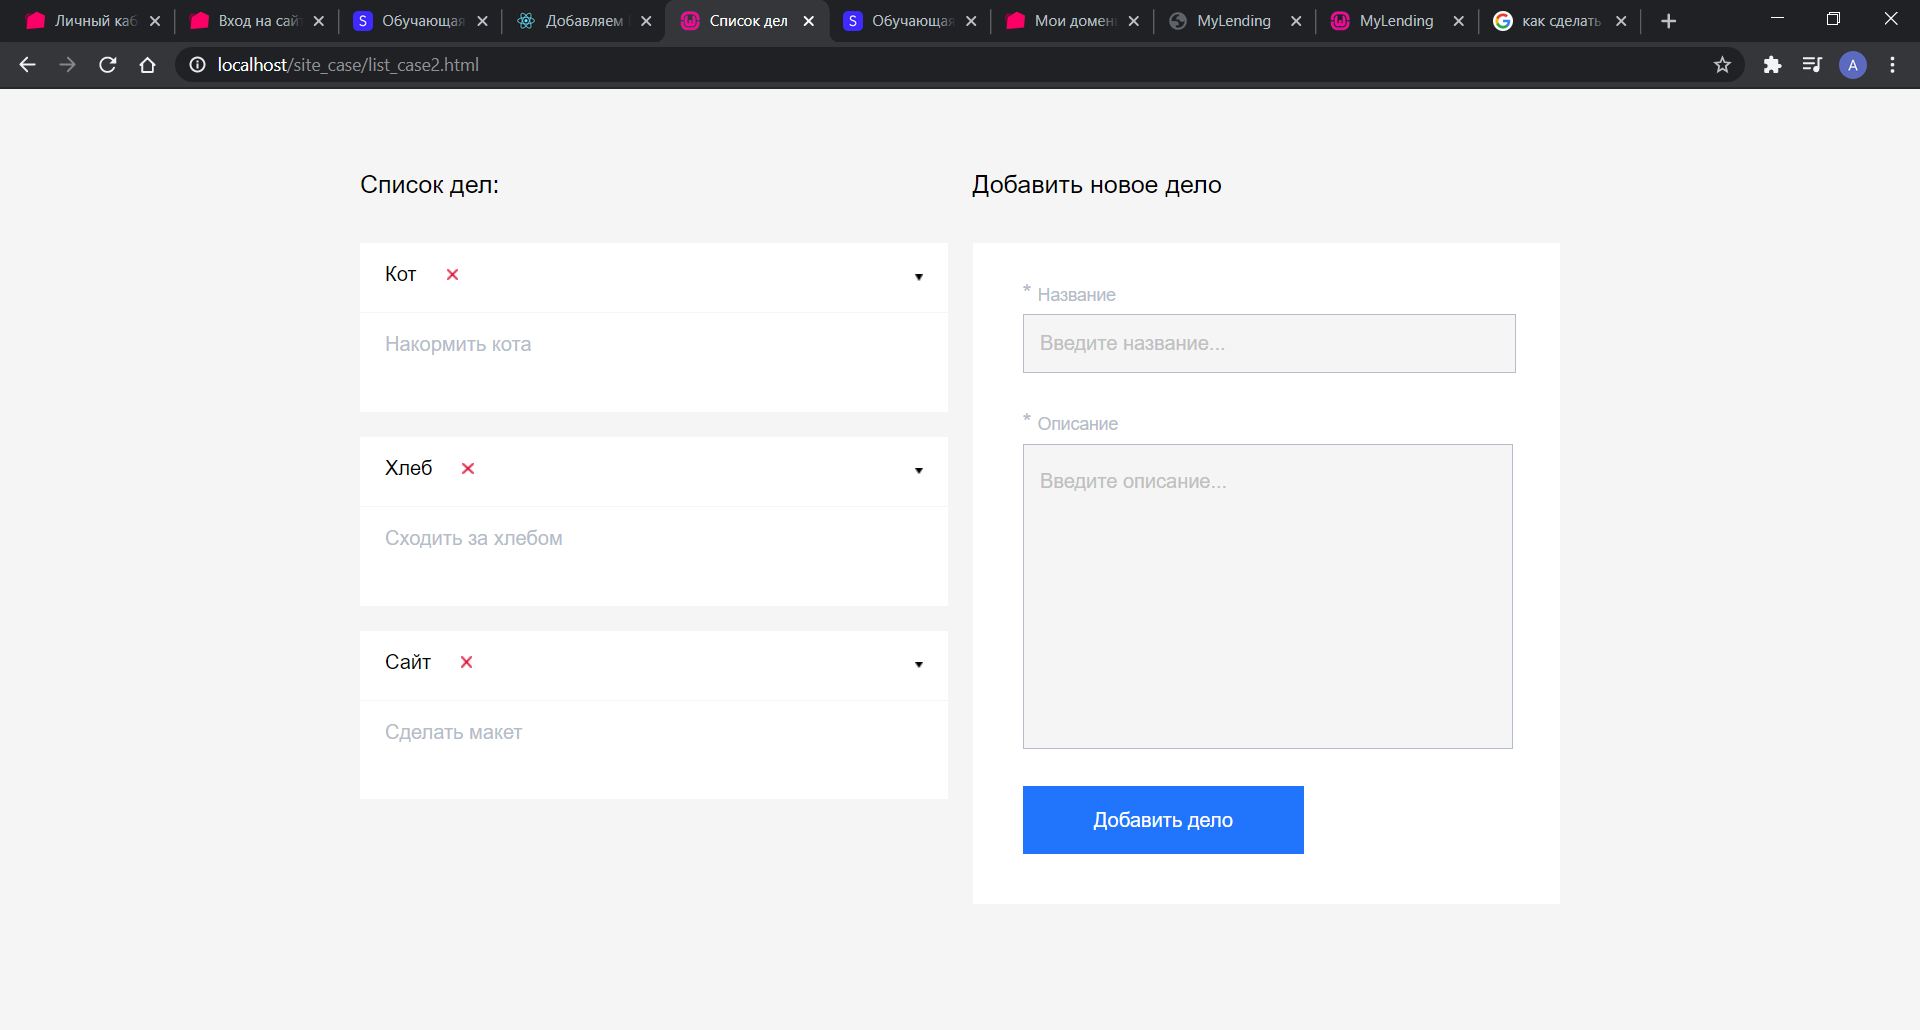 Личный каб
Вход на сайт
Обучающая
Добавляем
Список дел
Обучающая
Мои домен
MyLending
MyLending
как сделать
localhost/site_case/list_case2.html
A
Список дел:
Кот
Накормить кота
Хлеб
Сходить за хлебом
Сайт
Сделать макет
Добавить новое дело
* Название
Введите название...
* Описание
Введите описание...
Добавить дело